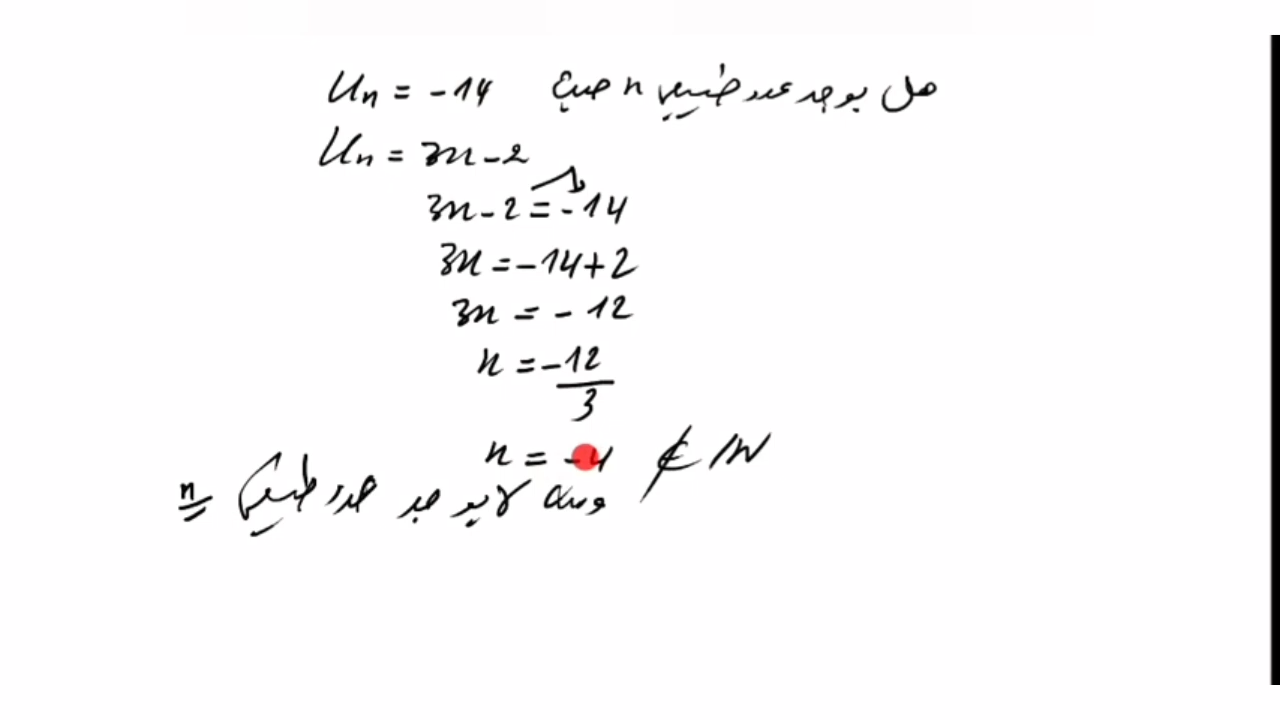 هل يوجد عدد طبيعي n حيث Un = -14
Un = 3n - 2
3n - 2 = -14
3n = -14 + 2
3n = -12
n = -12/3
n = -4 ∉ IN
ومنه لا يوجد عدد طبيعي n